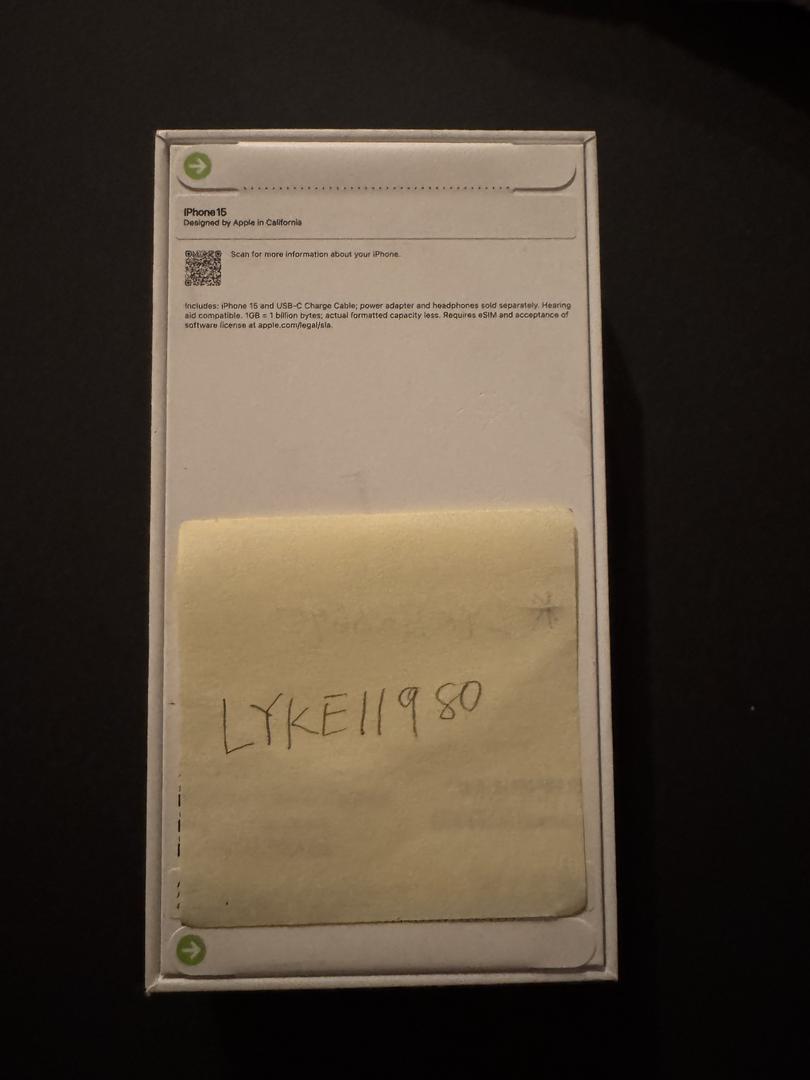 iPhone 15
Designed by Apple in California
Scan for more information about your iPhone.
Includes: iPhone 15 and USB-C Charge Cable; power adapter and headphones sold separately. Hearing
aid compatible. 1GB = 1 billion bytes; actual formatted capacity less. Requires eSIM and acceptance of
software license at apple.com/legal/sla.
LYKE11980